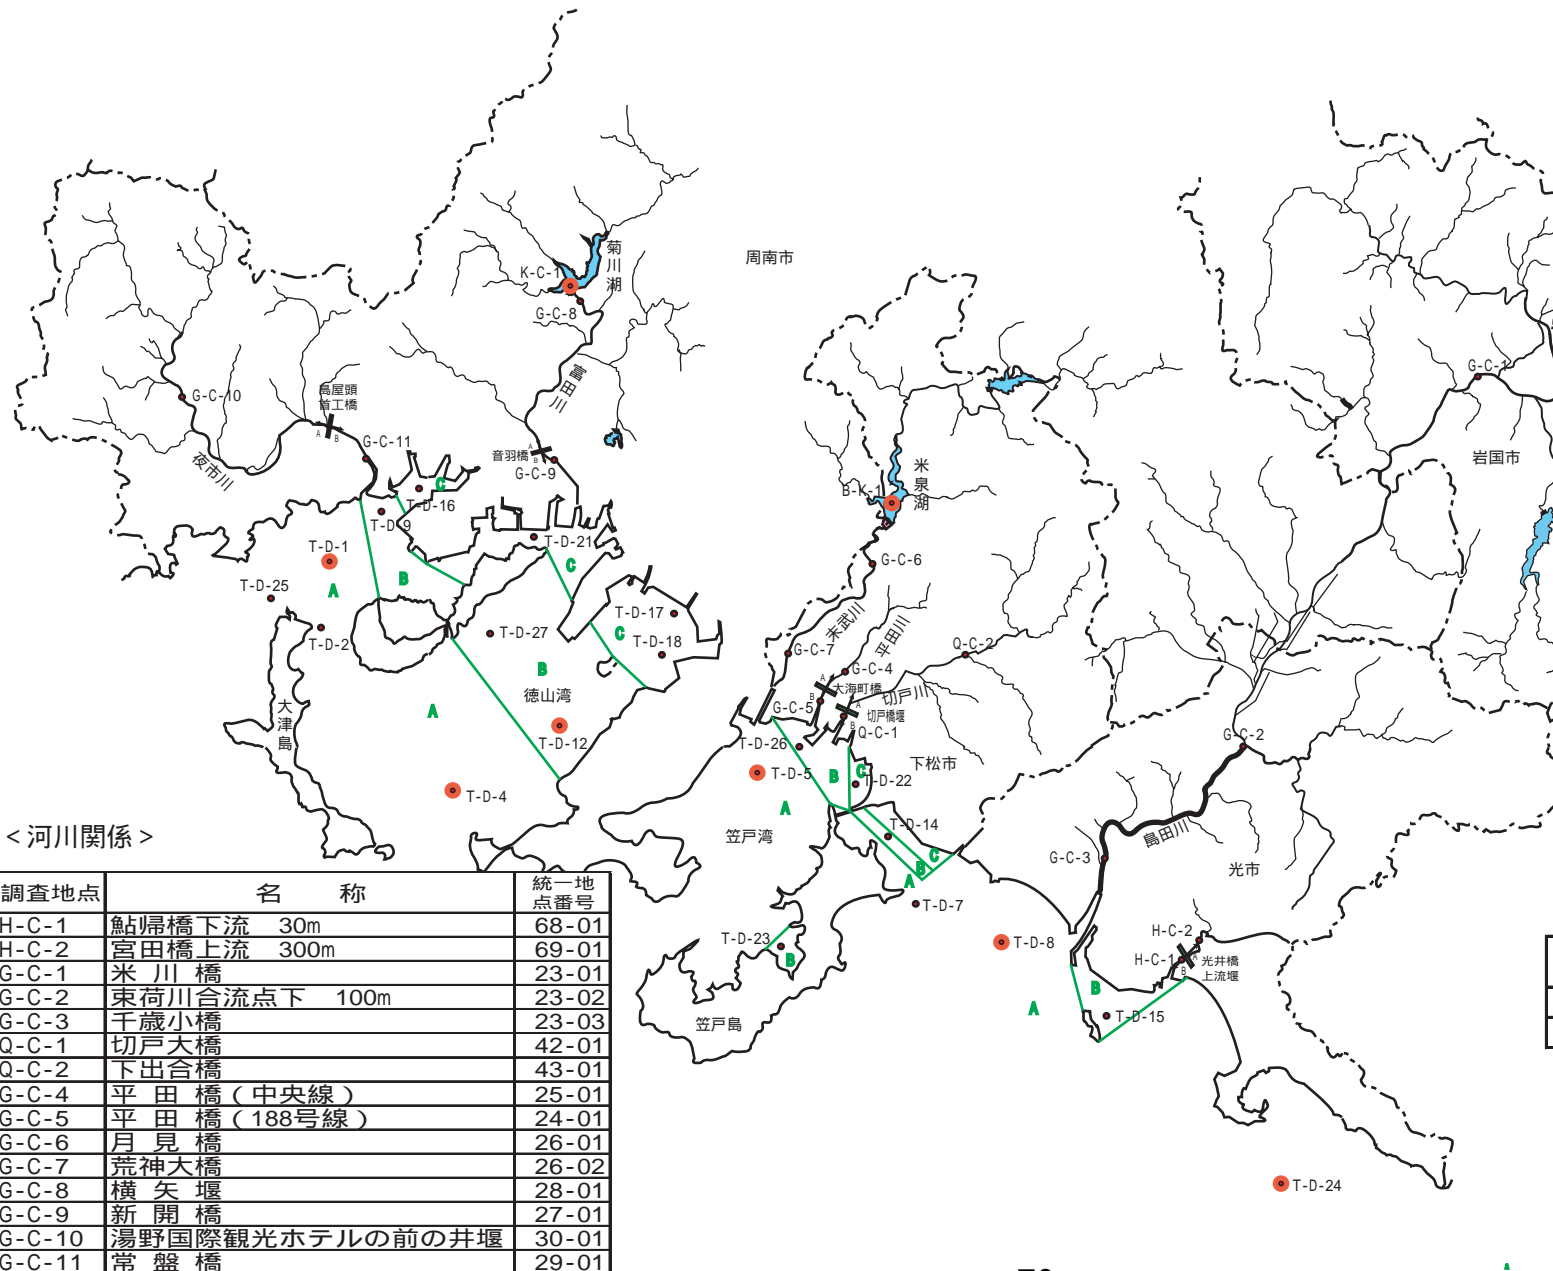 周南市
菊川湖
K-C-1
G-C-8
富田川
G-C-1
岩国市
G-C-10
島屋頭
首工橋
A
B
G-C-11
夜市川
音羽橋
A
B
G-C-9
米泉湖
B-K-1
C
T-D-16
T-D-9
T-D-21
T-D-1
C
G-C-6
B
A
T-D-25
T-D-17
末武川
T-D-2
T-D-27
C
T-D-18
平田川
Q-C-2
G-C-7
G-C-4
B
徳山湾
A
大津島
大海町橋
A
B
切戸川
G-C-5
切戸橋堰
A
B
Q-C-1
T-D-12
T-D-26
G-C-2
下松市
T-D-5
B
C
T-D-22
T-D-4
A
笠戸湾
T-D-14
島田川
C
B
A
G-C-3
光市
T-D-7
T-D-23
B
T-D-8
H-C-2
H-C-1
A
B
光井橋
上流堰
B
A
T-D-15
笠戸島
T-D-24
<河川関係>
調査地点 名 称 統一地点番号
H-C-1 鮎帰橋下流 30m 68-01
H-C-2 宮田橋上流 300m 69-01
G-C-1 米 川 橋 23-01
G-C-2 束荷川合流点下 100m 23-02
G-C-3 千歳小橋 23-03
Q-C-1 切戸大橋 42-01
Q-C-2 下出合橋 43-01
G-C-4 平 田 橋（中央線） 25-01
G-C-5 平 田 橋（188号線） 24-01
G-C-6 月 見 橋 26-01
G-C-7 荒神大橋 26-02
G-C-8 横 矢 堰 28-01
G-C-9 新 開 橋 27-01
G-C-10 湯野国際観光ホテルの前の井堰 30-01
G-C-11 常 盤 橋 29-01